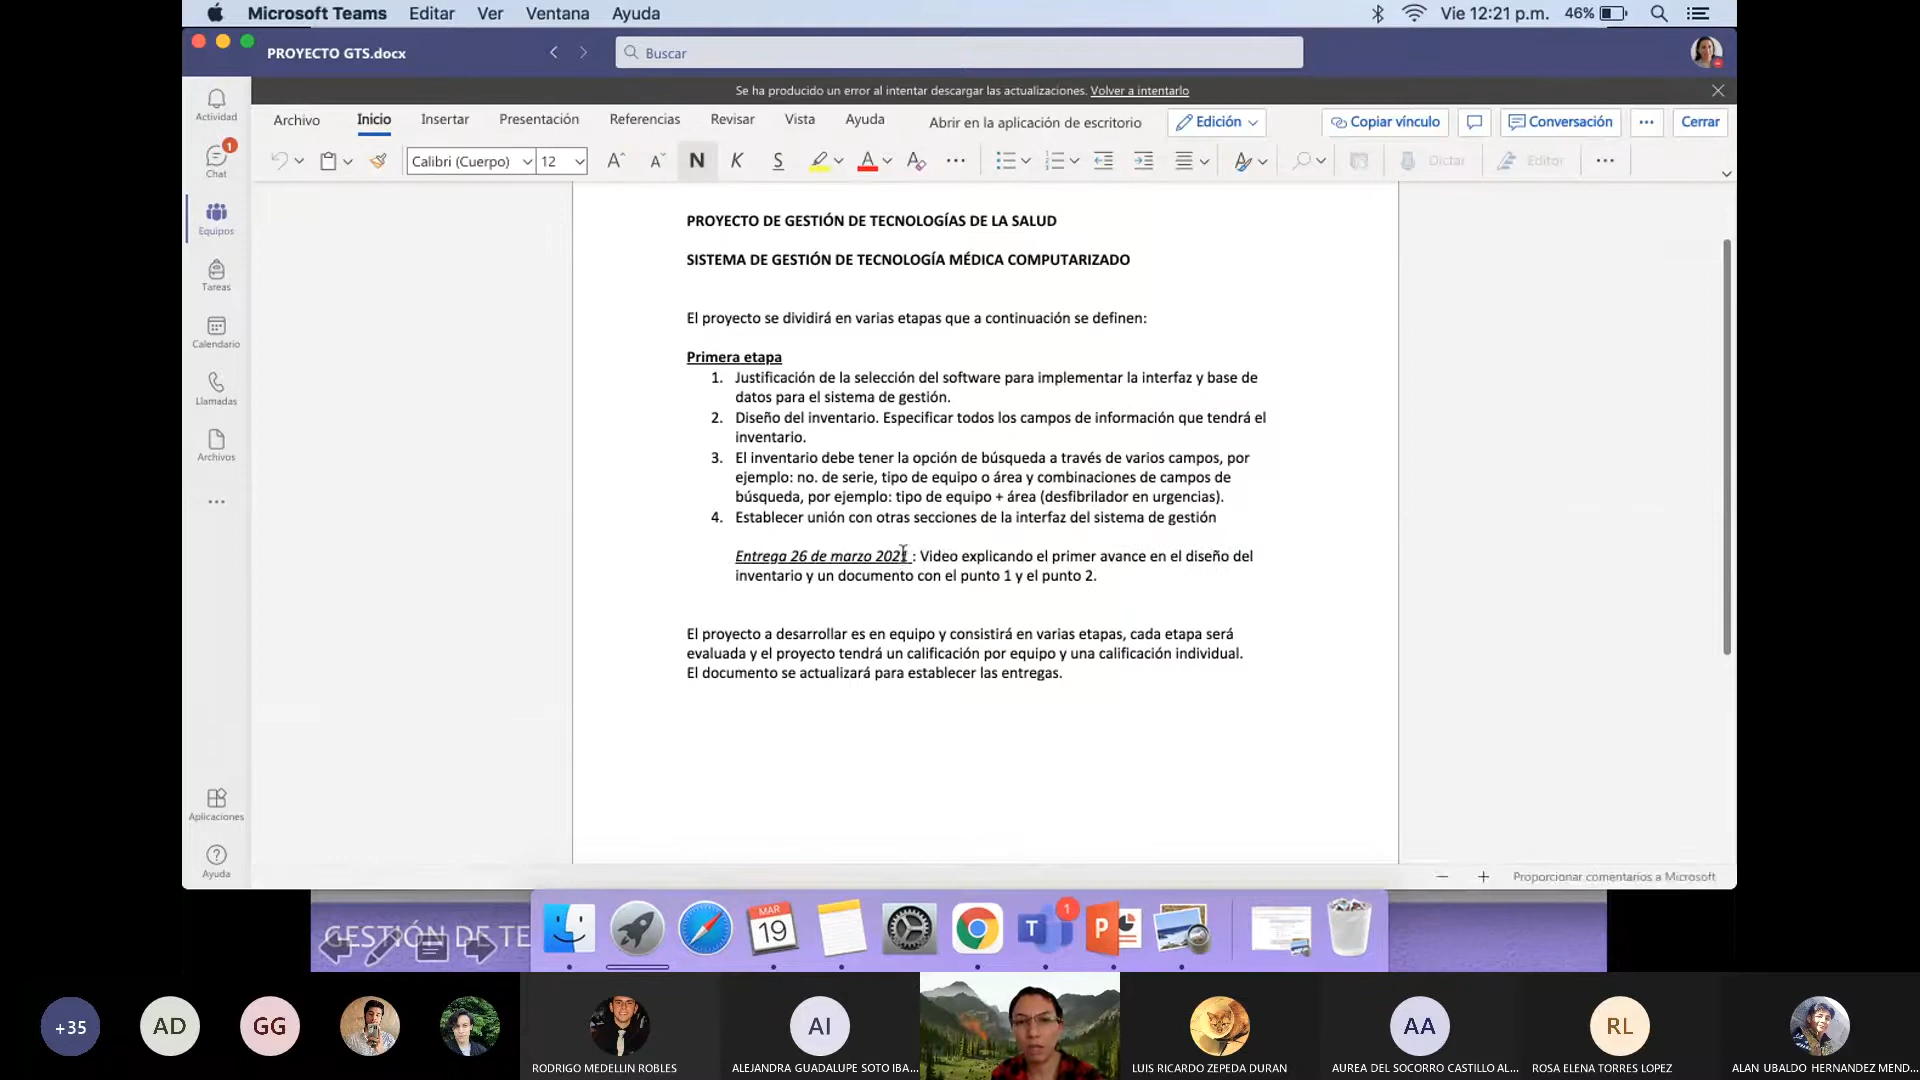 Microsoft Teams Editar Ver Ventana Ayuda
Vie 12:21 p.m. 46%
PROYECTO GTS.docx
Buscar
Se ha producido un error al intentar descargar las actualizaciones. Volver a intentarlo
Archivo Inicio Insertar Presentación Referencias Revisar Vista Ayuda Abrir en la aplicación de escritorio Edición Copiar vínculo Conversación Cerrar
Calibri (Cuerpo) 12 A A N K S A Dictar Editor
Actividad
1
Chat
Equipos
Tareas
Calendario
Llamadas
Archivos
Aplicaciones
Ayuda
PROYECTO DE GESTIÓN DE TECNOLOGÍAS DE LA SALUD
SISTEMA DE GESTIÓN DE TECNOLOGÍA MÉDICA COMPUTARIZADO
El proyecto se dividirá en varias etapas que a continuación se definen:
Primera etapa
1. Justificación de la selección del software para implementar la interfaz y base de
datos para el sistema de gestión.
2. Diseño del inventario. Especificar todos los campos de información que tendrá el
inventario.
3. El inventario debe tener la opción de búsqueda a través de varios campos, por
ejemplo: no. de serie, tipo de equipo o área y combinaciones de campos de
búsqueda, por ejemplo: tipo de equipo + área (desfibrilador en urgencias).
4. Establecer unión con otras secciones de la interfaz del sistema de gestión
Entrega 26 de marzo 2021 : Video explicando el primer avance en el diseño del
inventario y un documento con el punto 1 y el punto 2.
El proyecto a desarrollar es en equipo y consistirá en varias etapas, cada etapa será
evaluada y el proyecto tendrá un calificación por equipo y una calificación individual.
El documento se actualizará para establecer las entregas.
Proporcionar comentarios a Microsoft
GESTIÓN DE TE
MAR
19
T
1
P
+35
AD
GG
AI
AA
RL
RODRIGO MEDELLIN ROBLES
ALEJANDRA GUADALUPE SOTO IBA...
LUIS RICARDO ZEPEDA DURAN
AUREA DEL SOCORRO CASTILLO AL...
ROSA ELENA TORRES LOPEZ
ALAN UBALDO HERNANDEZ MEND...